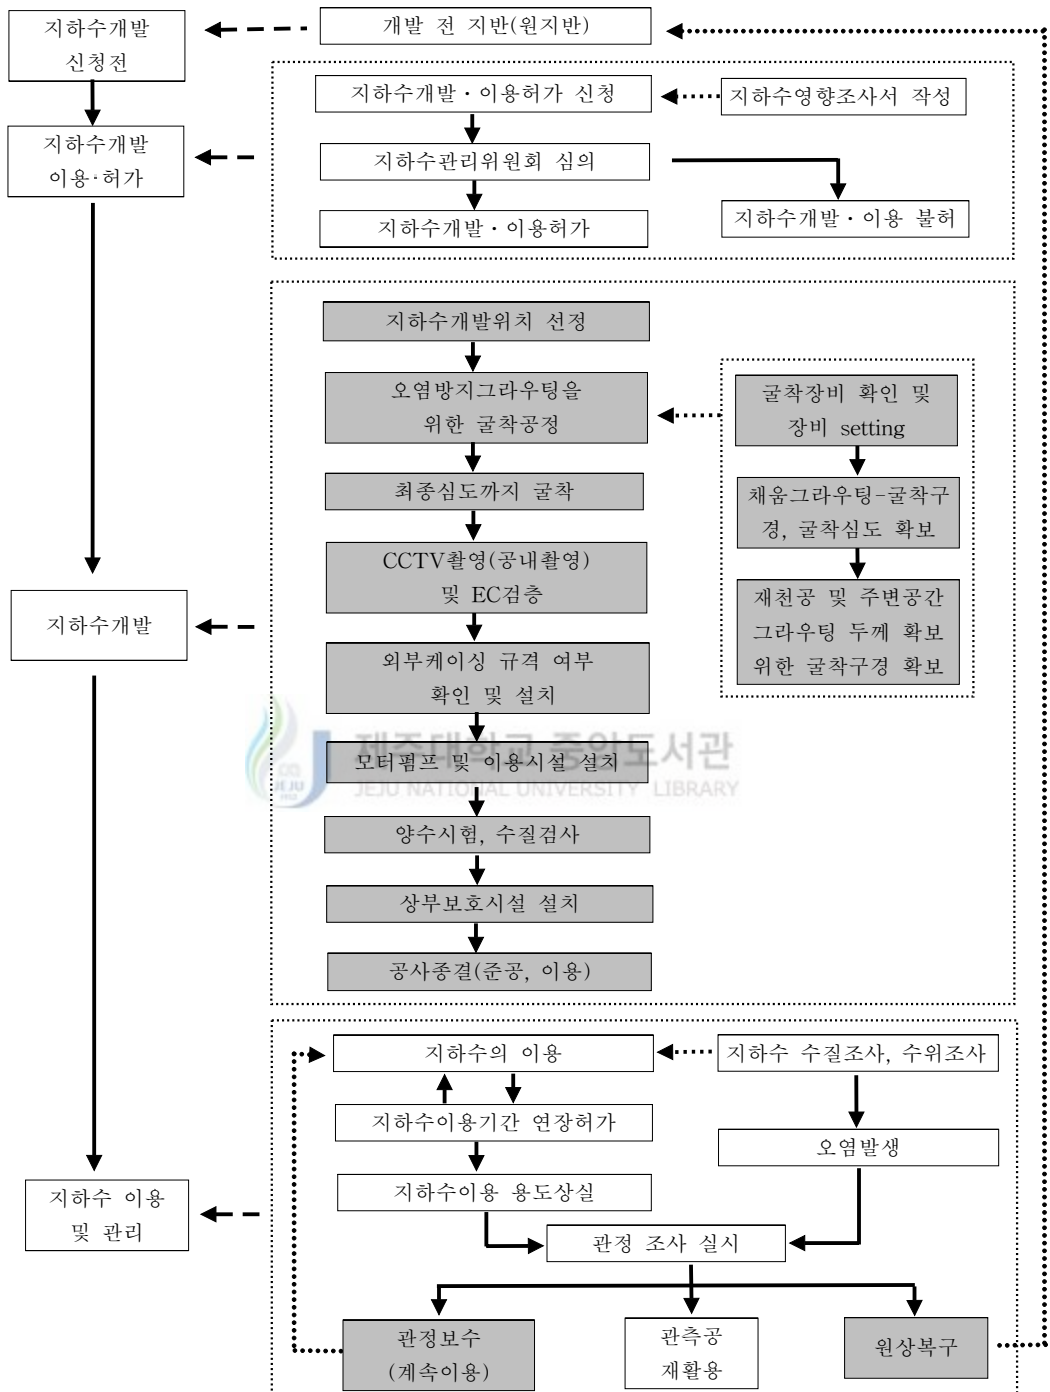 지하수개발
신청전
개발 전 지반(원지반)
지하수개발
이용·허가
지하수개발·이용허가 신청
지하수영향조사서 작성
지하수관리위원회 심의
지하수개발·이용허가
지하수개발·이용 불허
지하수개발
지하수개발위치 선정
오염방지그라우팅을
위한 굴착공정
굴착장비 확인 및
장비 setting
최종심도까지 굴착
채움그라우팅-굴착구
경, 굴착심도 확보
CCTV촬영(공내촬영)
및 EC검층
재천공 및 주변공간
그라우팅 두께 확보
위한 굴착구경 확보
외부케이싱 규격 여부
확인 및 설치
제주대학교 중앙도서관
JEJU NATIONAL UNIVERSITY LIBRARY
JEJU
1952
모터펌프 및 이용시설 설치
양수시험, 수질검사
상부보호시설 설치
공사종결(준공, 이용)
지하수 이용
및 관리
지하수의 이용
지하수 수질조사, 수위조사
지하수이용기간 연장허가
오염발생
지하수이용 용도상실
관정 조사 실시
관정보수
(계속이용)
관측공
재활용
원상복구